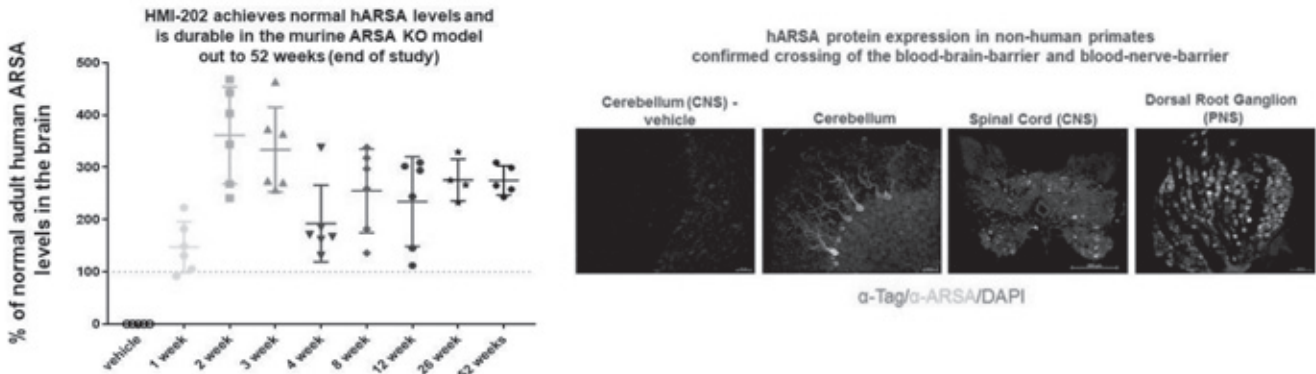 HMI-202 achieves normal hARSA levels and
is durable in the murine ARSA KO model
out to 52 weeks (end of study)
% of normal adult human ARSA
levels in the brain
500
400
300
200
100
0
vehicle
1 week
2 week
3 week
4 week
8 week
12 week
26 week
52 weeks
hARSA protein expression in non-human primates
confirmed crossing of the blood-brain-barrier and blood-nerve-barrier
Cerebellum (CNS) -
vehicle
Cerebellum
Spinal Cord (CNS)
Dorsal Root Ganglion
(PNS)
α-Tag/α-ARSA/DAPI